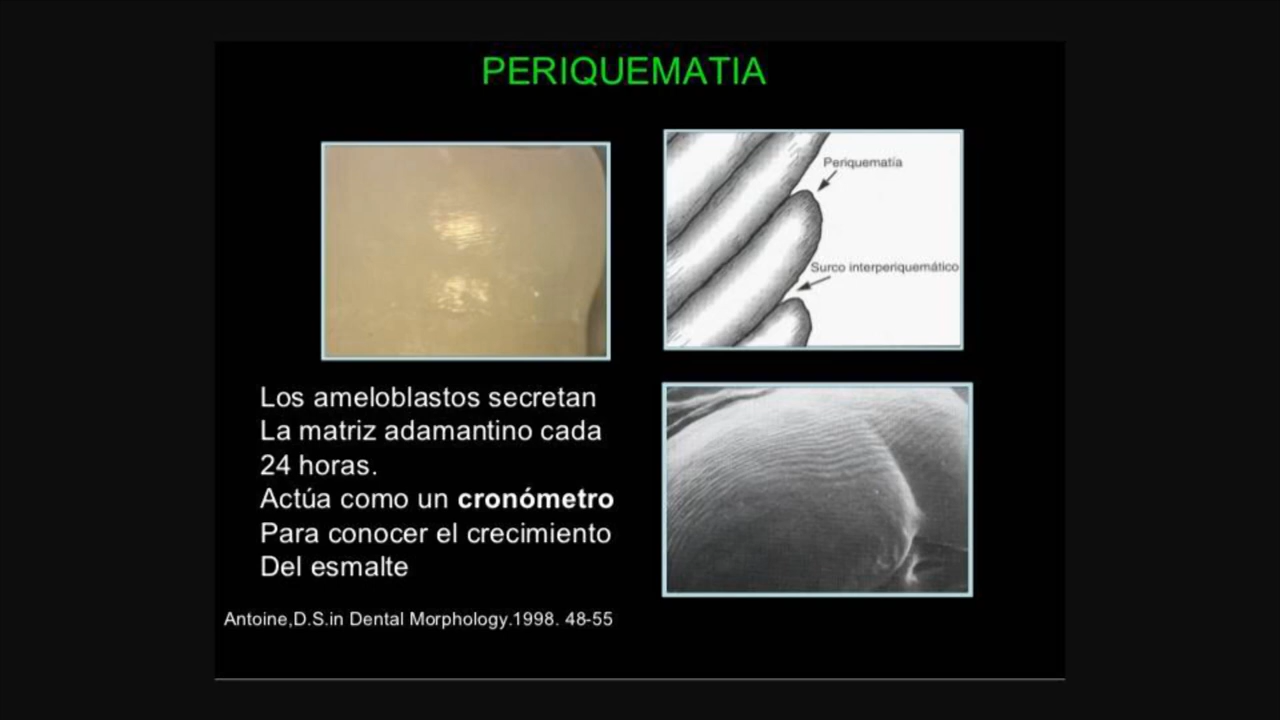 PERIQUEMATIA
Periquematía
Surco interperiquemático
Los ameloblastos secretan
La matriz adamantino cada
24 horas.
Actúa como un cronómetro
Para conocer el crecimiento
Del esmalte
Antoine,D.S.in Dental Morphology.1998. 48-55